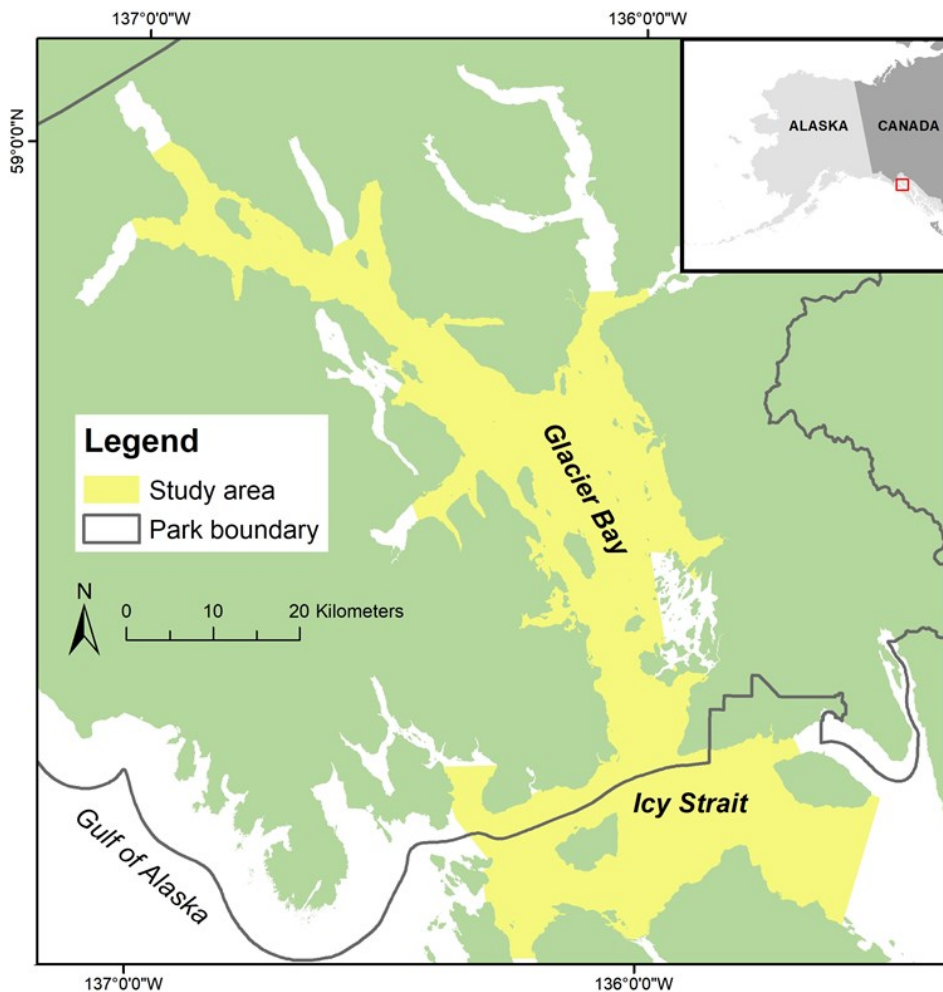 137°0'0"W
136°0'0"W
59°0'0"N
ALASKA
CANADA
Glacier Bay
Legend
Study area
Park boundary
N
0 10 20 Kilometers
Icy Strait
Gulf of Alaska
137°0'0"W
136°0'0"W